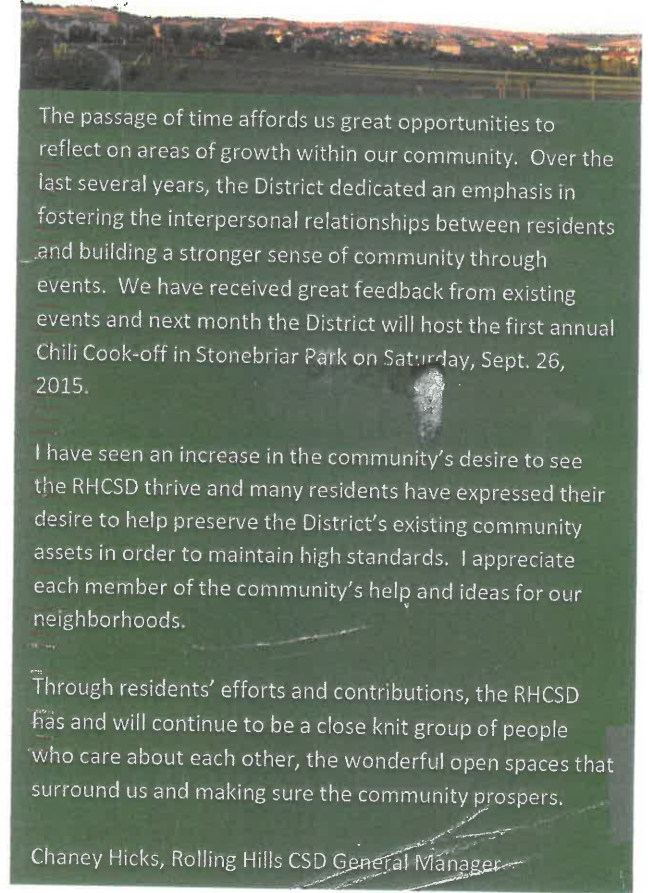 The passage of time affords us great opportunities to
reflect on areas of growth within our community.  Over the
last several years, the District dedicated an emphasis in
fostering the interpersonal relationships between residents
and building a stronger sense of community through
events.  We have received great feedback from existing
events and next month the District will host the first annual
Chili Cook-off in Stonebriar Park on Saturday, Sept. 26,
2015.

I have seen an increase in the community's desire to see
the RHCSD thrive and many residents have expressed their
desire to help preserve the District's existing community
assets in order to maintain high standards.  I appreciate
each member of the community's help and ideas for our
neighborhoods.

Through residents' efforts and contributions, the RHCSD
has and will continue to be a close knit group of people
who care about each other, the wonderful open spaces that
surround us and making sure the community prospers.

Chaney Hicks, Rolling Hills CSD General Manager